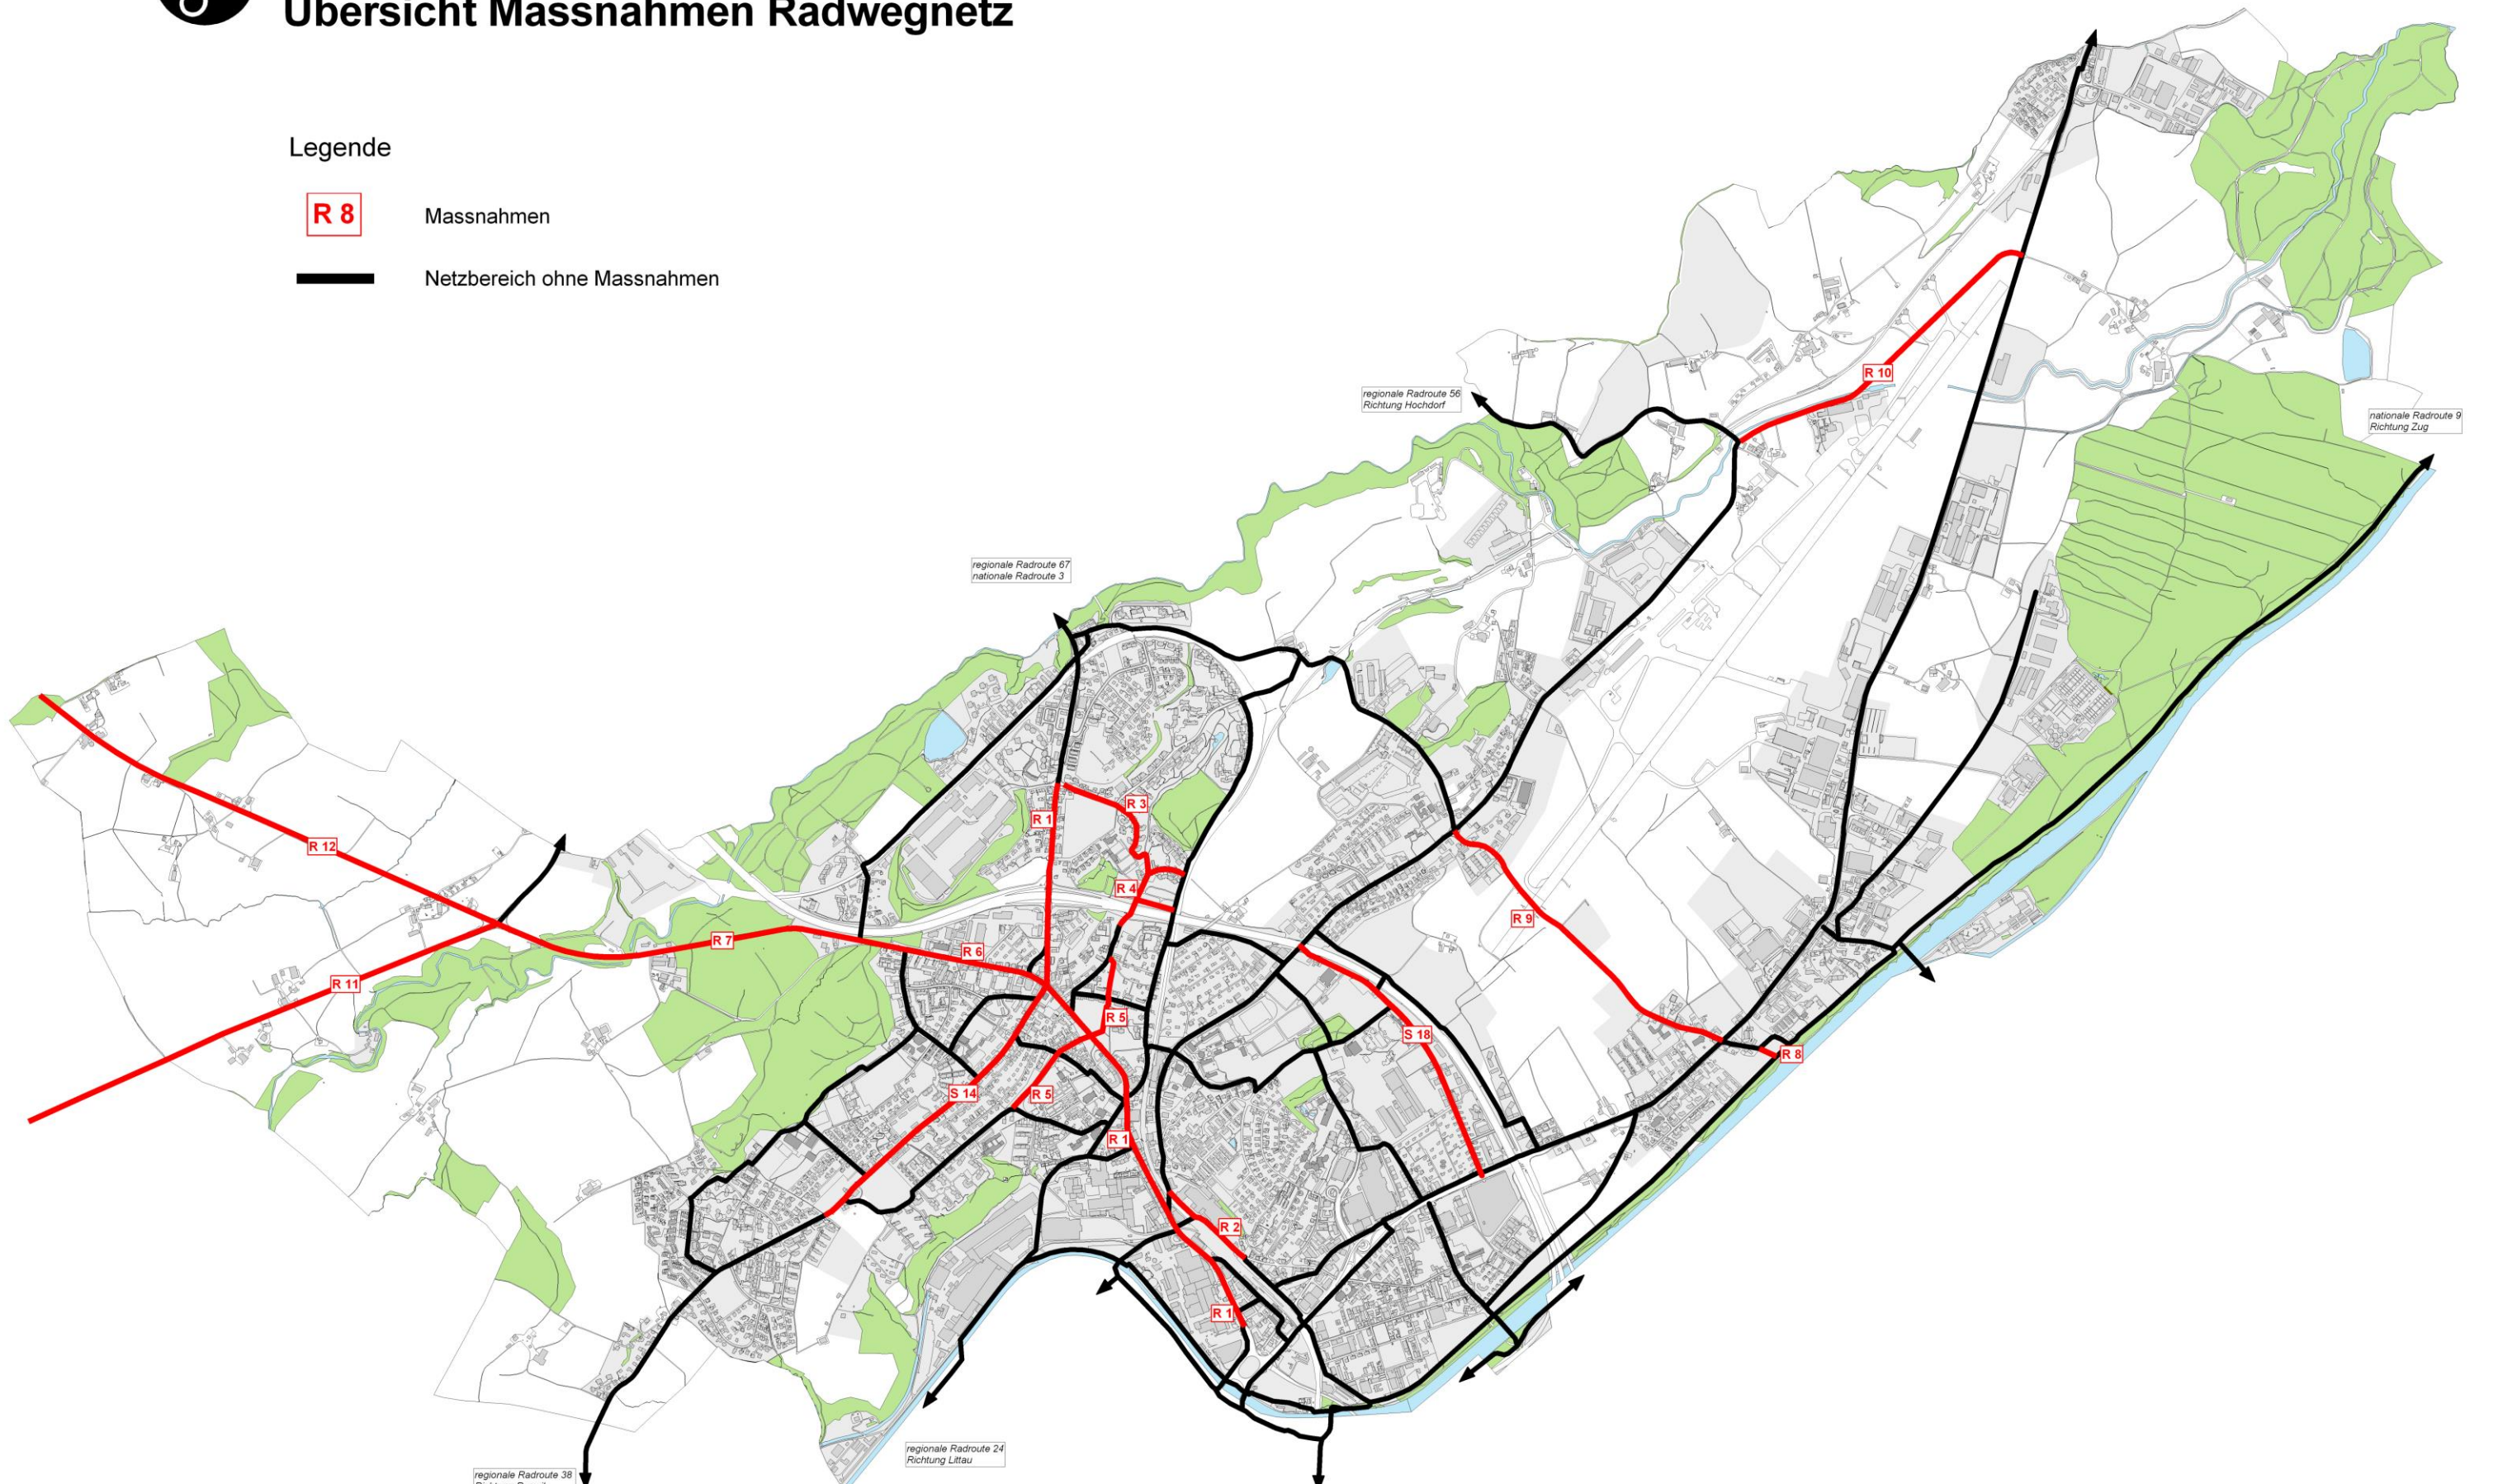 Übersicht Massnahmen Radwegnetz
Legende
R 8
Massnahmen
Netzbereich ohne Massnahmen
R 10
regionale Radroute 56
Richtung Hochdorf
nationale Radroute 9
Richtung Zug
regionale Radroute 67
nationale Radroute 3
R 3
R 1
R 12
R 4
R 9
R 7
R 6
R 11
R 5
S 18
R 8
S 14
R 5
R 1
R 2
R 1
regionale Radroute 24
Richtung Littau
regionale Radroute 38